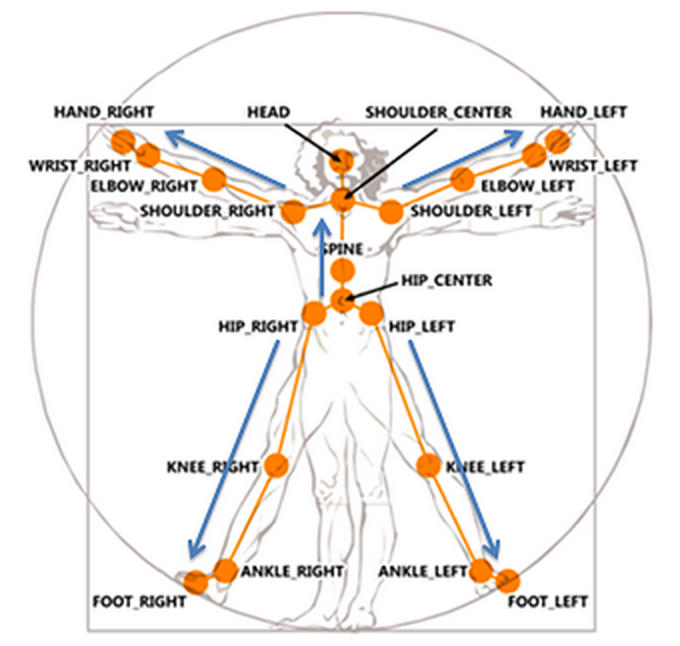 HAND_RIGHT
HEAD
SHOULDER_CENTER
HAND_LEFT
WRIST_RIGHT
WRIST_LEFT
ELBOW_RIGHT
ELBOW_LEFT
SHOULDER_RIGHT
SHOULDER_LEFT
SPINE
HIP_CENTER
HIP_RIGHT
HIP_LEFT
KNEE_RIGHT
KNEE_LEFT
ANKLE_RIGHT
ANKLE_LEFT
FOOT_RIGHT
FOOT_LEFT